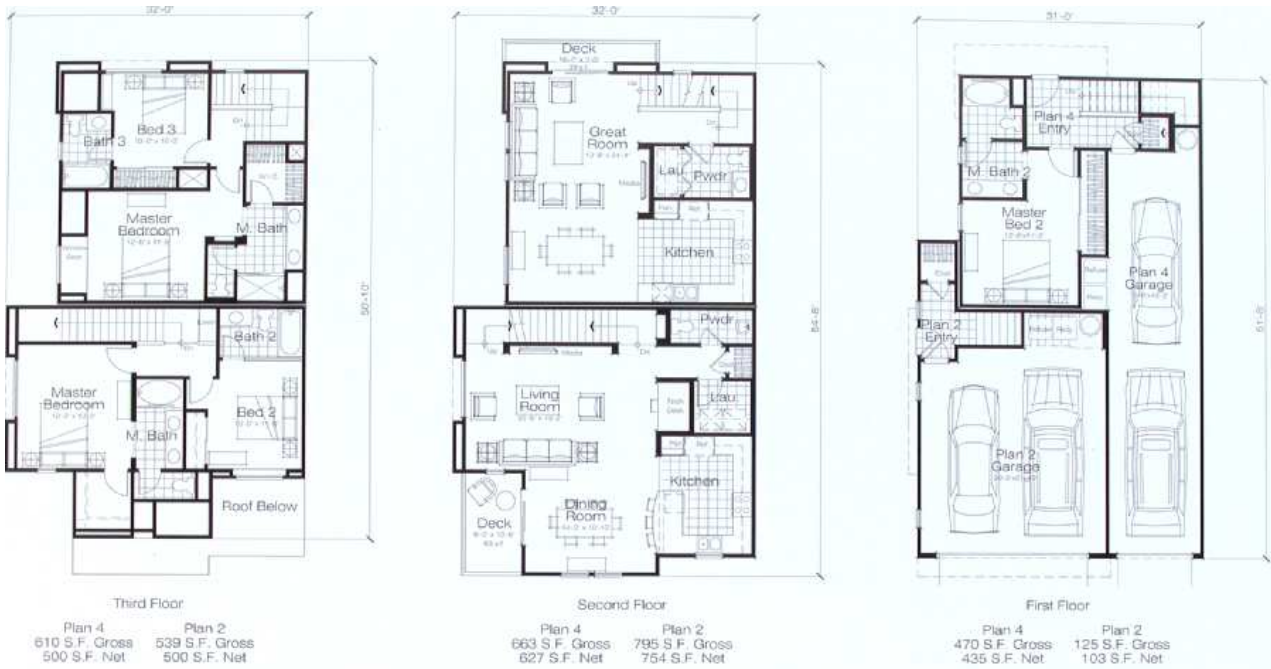 32'-0"
Bed 3
Bath 3
Master
Bedroom
M. Bath
Bath 2
Master
Bedroom
M. Bath
Bed 2
Roof Below
50'-10"
Third Floor
Plan 4
610 S.F. Gross
500 S.F. Net
Plan 2
539 S.F. Gross
500 S.F. Net
32'-0"
Deck
Great
Room
Media
Lau
Pwdr
Kitchen
Pwdr
Media
Living
Room
Tech
Desk
Lau
Kitchen
Dining
Room
Deck
Second Floor
Plan 4
663 S.F. Gross
627 S.F. Net
Plan 2
795 S.F. Gross
754 S.F. Net
31'-0"
Plan 4
Entry
M. Bath 2
Master
Bed 2
Plan 4
Garage
Plan 2
Entry
Plan 2
Garage
First Floor
Plan 4
470 S.F. Gross
435 S.F. Net
Plan 2
125 S.F. Gross
103 S.F. Net